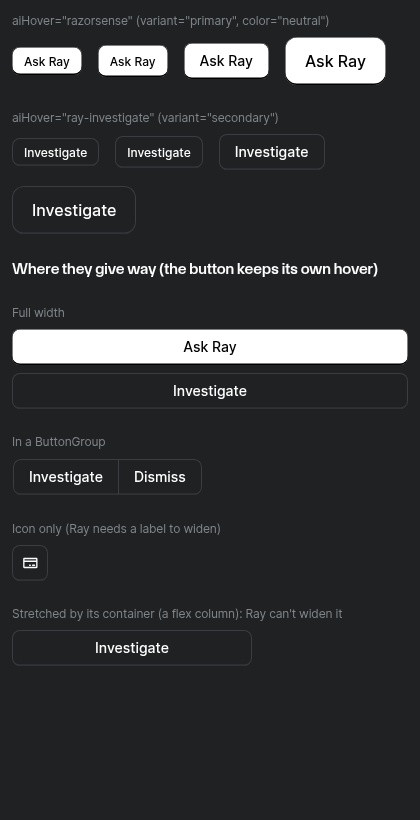 aiHover="razorsense" (variant="primary", color="neutral")
Ask Ray Ask Ray Ask Ray Ask Ray
aiHover="ray-investigate" (variant="secondary")
Investigate Investigate Investigate
Investigate
Where they give way (the button keeps its own hover)
Full width
Ask Ray
Investigate
In a ButtonGroup
Investigate Dismiss
Icon only (Ray needs a label to widen)
Stretched by its container (a flex column): Ray can't widen it
Investigate